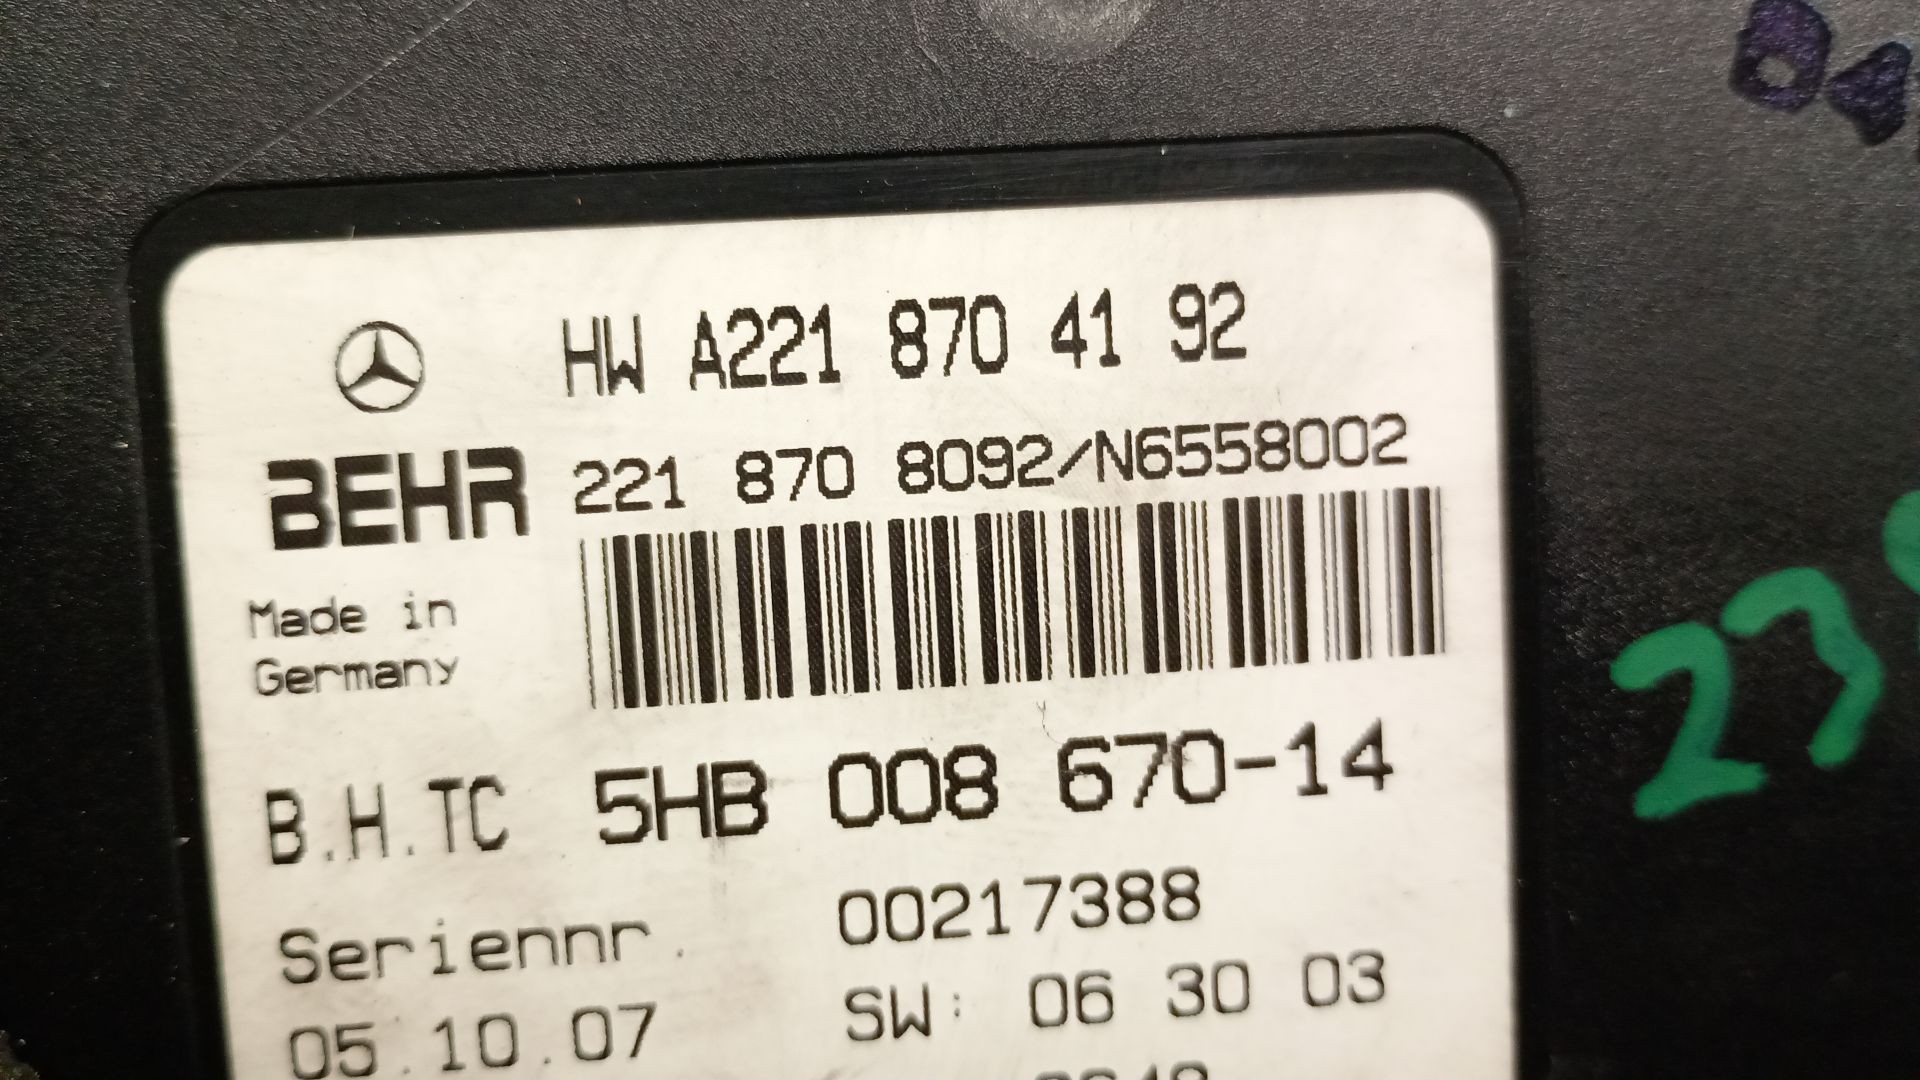 HW A221 870 41 92
BEHR 221 870 8092/N6558002
Made in
Germany
B.H.TC 5HB 008 670-14
Seriennr. 00217388
05.10.07 SW: 06 30 03